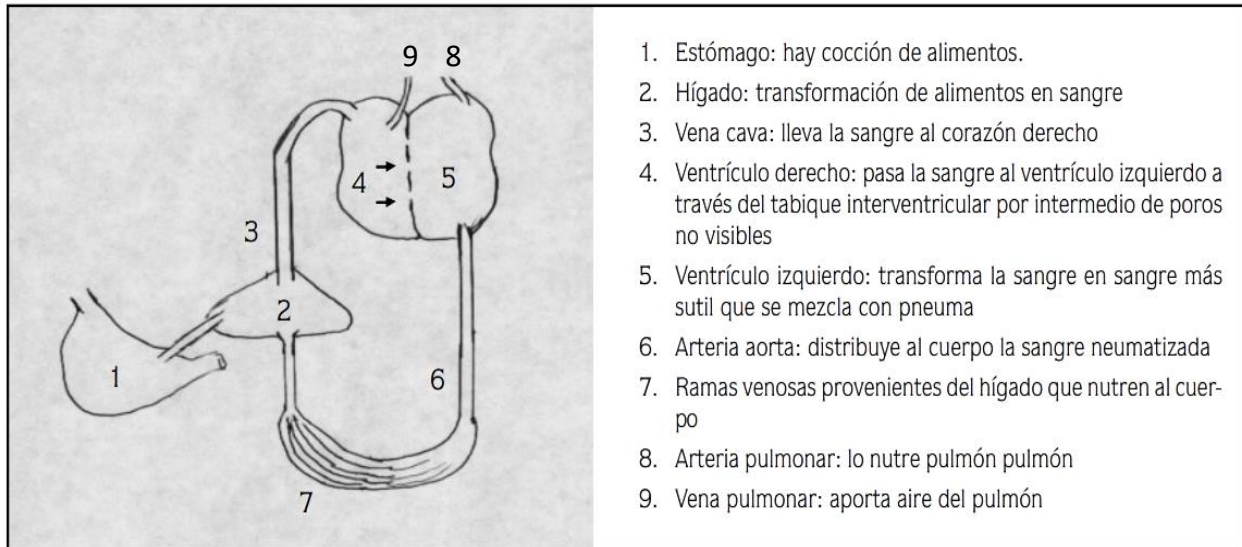 9 8
4 5
3
2
1
6
7
1. Estómago: hay cocción de alimentos.
2. Hígado: transformación de alimentos en sangre
3. Vena cava: lleva la sangre al corazón derecho
4. Ventrículo derecho: pasa la sangre al ventrículo izquierdo a
través del tabique interventricular por intermedio de poros
no visibles
5. Ventrículo izquierdo: transforma la sangre en sangre más
sutil que se mezcla con pneuma
6. Arteria aorta: distribuye al cuerpo la sangre neumatizada
7. Ramas venosas provenientes del hígado que nutren al cuer-
po
8. Arteria pulmonar: lo nutre pulmón pulmón
9. Vena pulmonar: aporta aire del pulmón